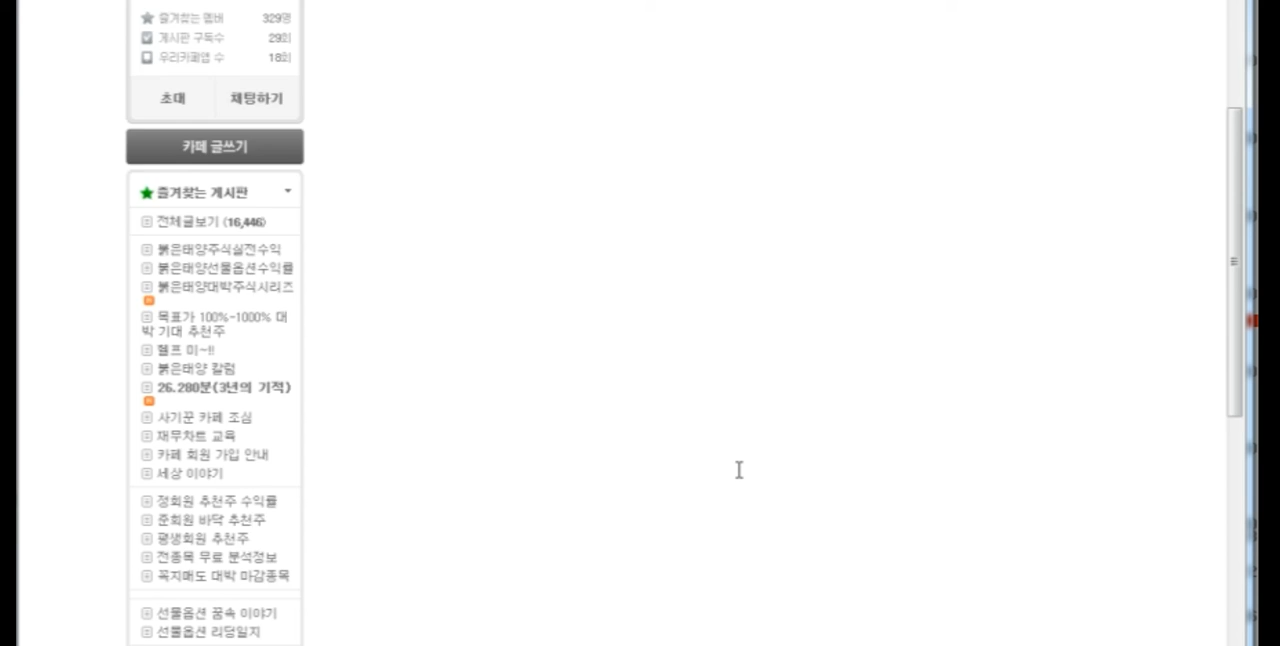 즐겨찾는 멤버 329명
게시판 구독수 29회
우리카페앱 수 18회
초대 채팅하기
카페 글쓰기
즐겨찾는 게시판
전체글보기 (16,446)
붉은태양주식실전수익
붉은태양선물옵션수익률
붉은태양대박주식시리즈
목표가 100%~1000% 대
박 기대 추천주
헬프 미~!!
붉은태양 칼럼
26.280분(3년의 기적)
사기꾼 카페 조심
재무차트 교육
카페 회원 가입 안내
세상 이야기
정회원 추천주 수익률
준회원 바닥 추천주
평생회원 추천주
전종목 무료 분석정보
꼭지매도 대박 마감종목
선물옵션 꿈속 이야기
선물옵션 리딩일지